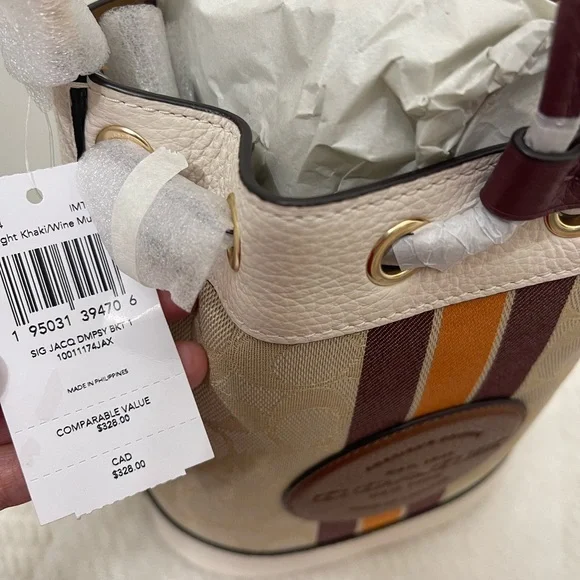 IMT
ght Khaki/Wine Mu
1 95031 39470 6
SIG JACQ DMPSY BKT 1
10011174JAX
MADE IN PHILIPPINES
COMPARABLE VALUE
$328.00
CAD
$328.00